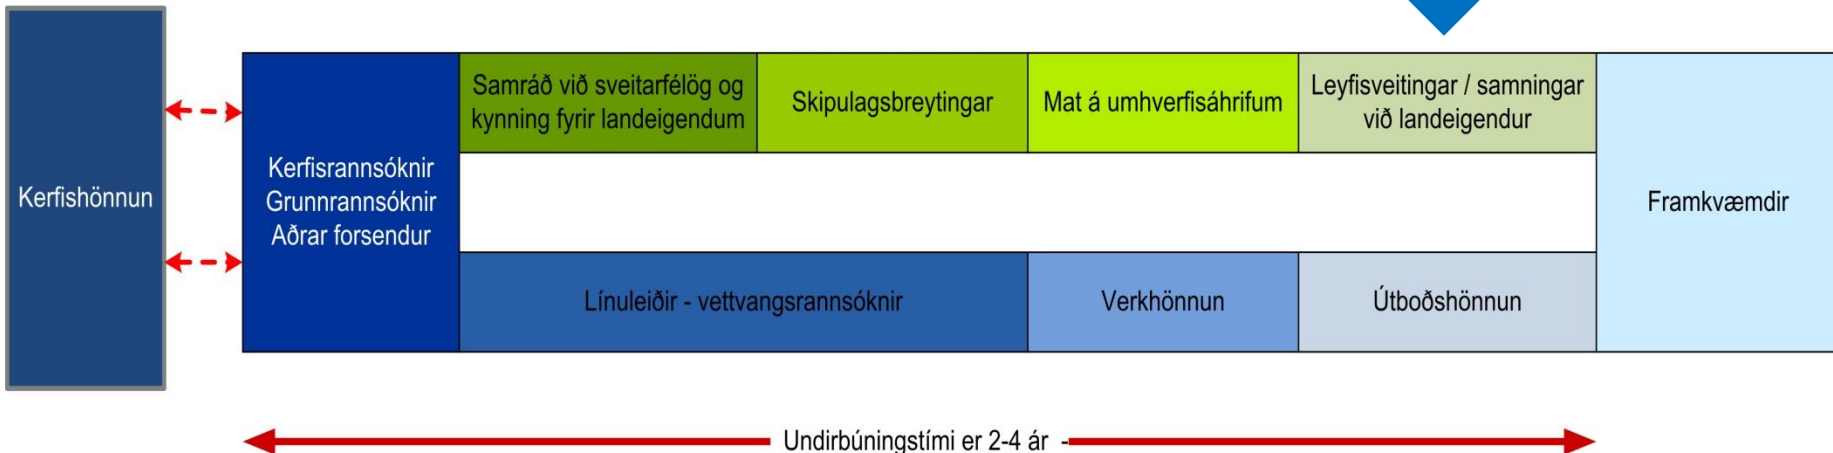 Kerfishönnun
Kerfisrannsóknir
Grunnrannsóknir
Aðrar forsendur
Samráð við sveitarfélög og
kynning fyrir landeigendum
Skipulagsbreytingar
Mat á umhverfisáhrifum
Leyfisveitingar / samningar
við landeigendur
Línuleiðir - vettvangsrannsóknir
Verkhönnun
Útboðshönnun
Framkvæmdir
Undirbúningstími er 2-4 ár -